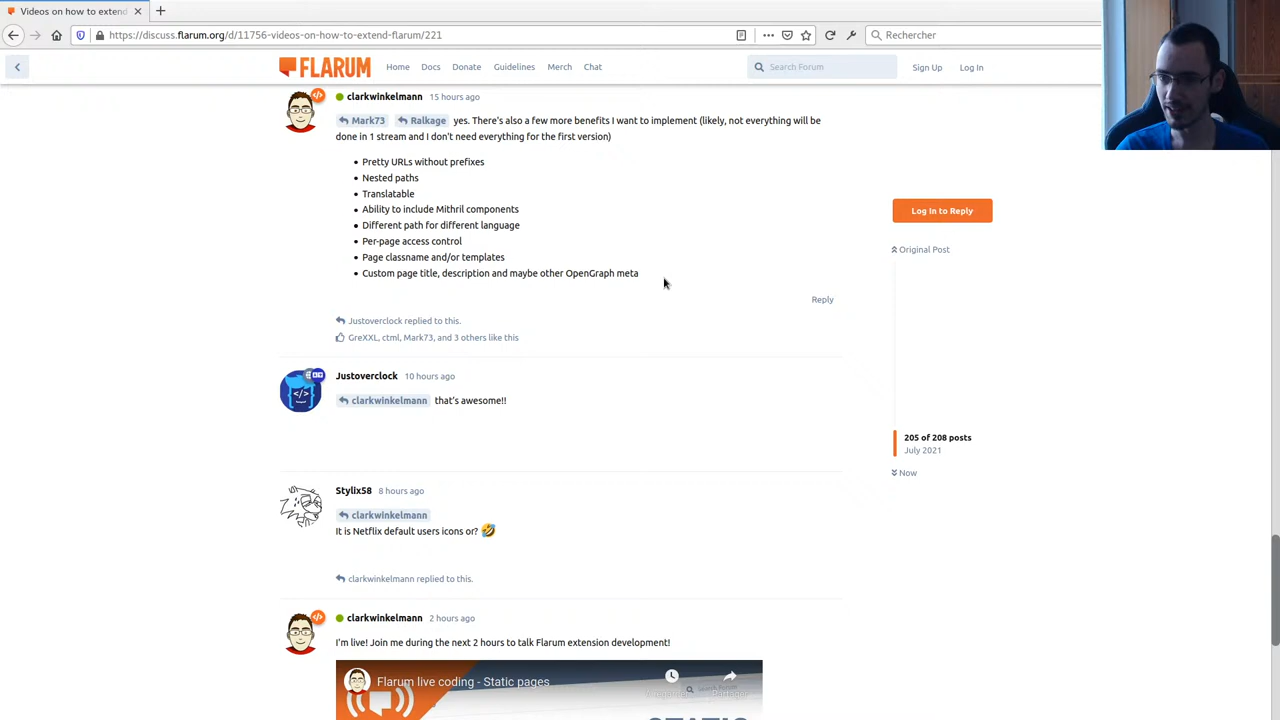 Videos on how to extend
https://discuss.flarum.org/d/11756-videos-on-how-to-extend-flarum/221
Rechercher
FLARUM
Home
Docs
Donate
Guidelines
Merch
Chat
Search Forum
Sign Up
Log In
clarkwinkelmann 15 hours ago
Mark73 Ralkage yes. There's also a few more benefits I want to implement (likely, not everything will be
done in 1 stream and I don't need everything for the first version)
• Pretty URLs without prefixes
• Nested paths
• Translatable
• Ability to include Mithril components
• Different path for different language
• Per-page access control
• Page classname and/or templates
• Custom page title, description and maybe other OpenGraph meta
Reply
Justoverclock replied to this.
GreXXL, ctml, Mark73, and 3 others like this
Justoverclock 10 hours ago
clarkwinkelmann that's awesome!!
Stylix58 8 hours ago
clarkwinkelmann
It is Netflix default users icons or? 🤣
clarkwinkelmann replied to this.
clarkwinkelmann 2 hours ago
I'm live! Join me during the next 2 hours to talk Flarum extension development!
Flarum live coding - Static pages
Log In to Reply
Original Post
205 of 208 posts
July 2021
Now